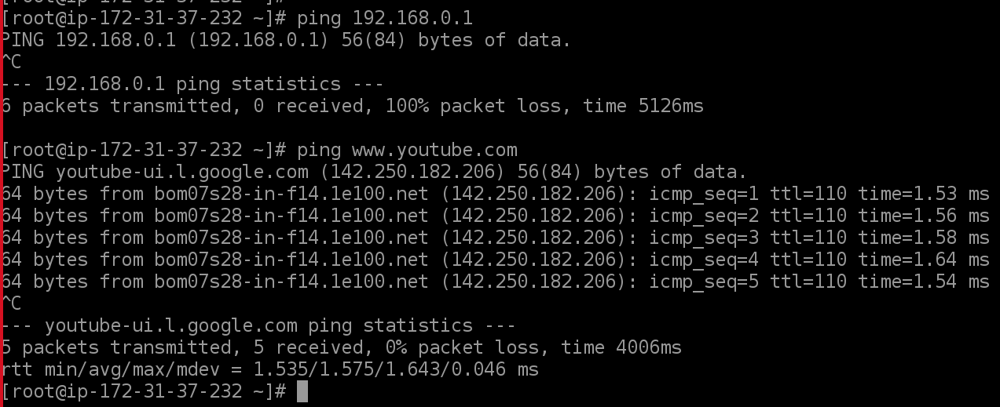 [root@ip-172-31-37-232 ~]#
[root@ip-172-31-37-232 ~]# ping 192.168.0.1
PING 192.168.0.1 (192.168.0.1) 56(84) bytes of data.
^C
--- 192.168.0.1 ping statistics ---
6 packets transmitted, 0 received, 100% packet loss, time 5126ms
[root@ip-172-31-37-232 ~]# ping www.youtube.com
PING youtube-ui.l.google.com (142.250.182.206) 56(84) bytes of data.
64 bytes from bom07s28-in-f14.1e100.net (142.250.182.206): icmp_seq=1 ttl=110 time=1.53 ms
64 bytes from bom07s28-in-f14.1e100.net (142.250.182.206): icmp_seq=2 ttl=110 time=1.56 ms
64 bytes from bom07s28-in-f14.1e100.net (142.250.182.206): icmp_seq=3 ttl=110 time=1.58 ms
64 bytes from bom07s28-in-f14.1e100.net (142.250.182.206): icmp_seq=4 ttl=110 time=1.64 ms
64 bytes from bom07s28-in-f14.1e100.net (142.250.182.206): icmp_seq=5 ttl=110 time=1.54 ms
^C
--- youtube-ui.l.google.com ping statistics ---
5 packets transmitted, 5 received, 0% packet loss, time 4006ms
rtt min/avg/max/mdev = 1.535/1.575/1.643/0.046 ms
[root@ip-172-31-37-232 ~]#